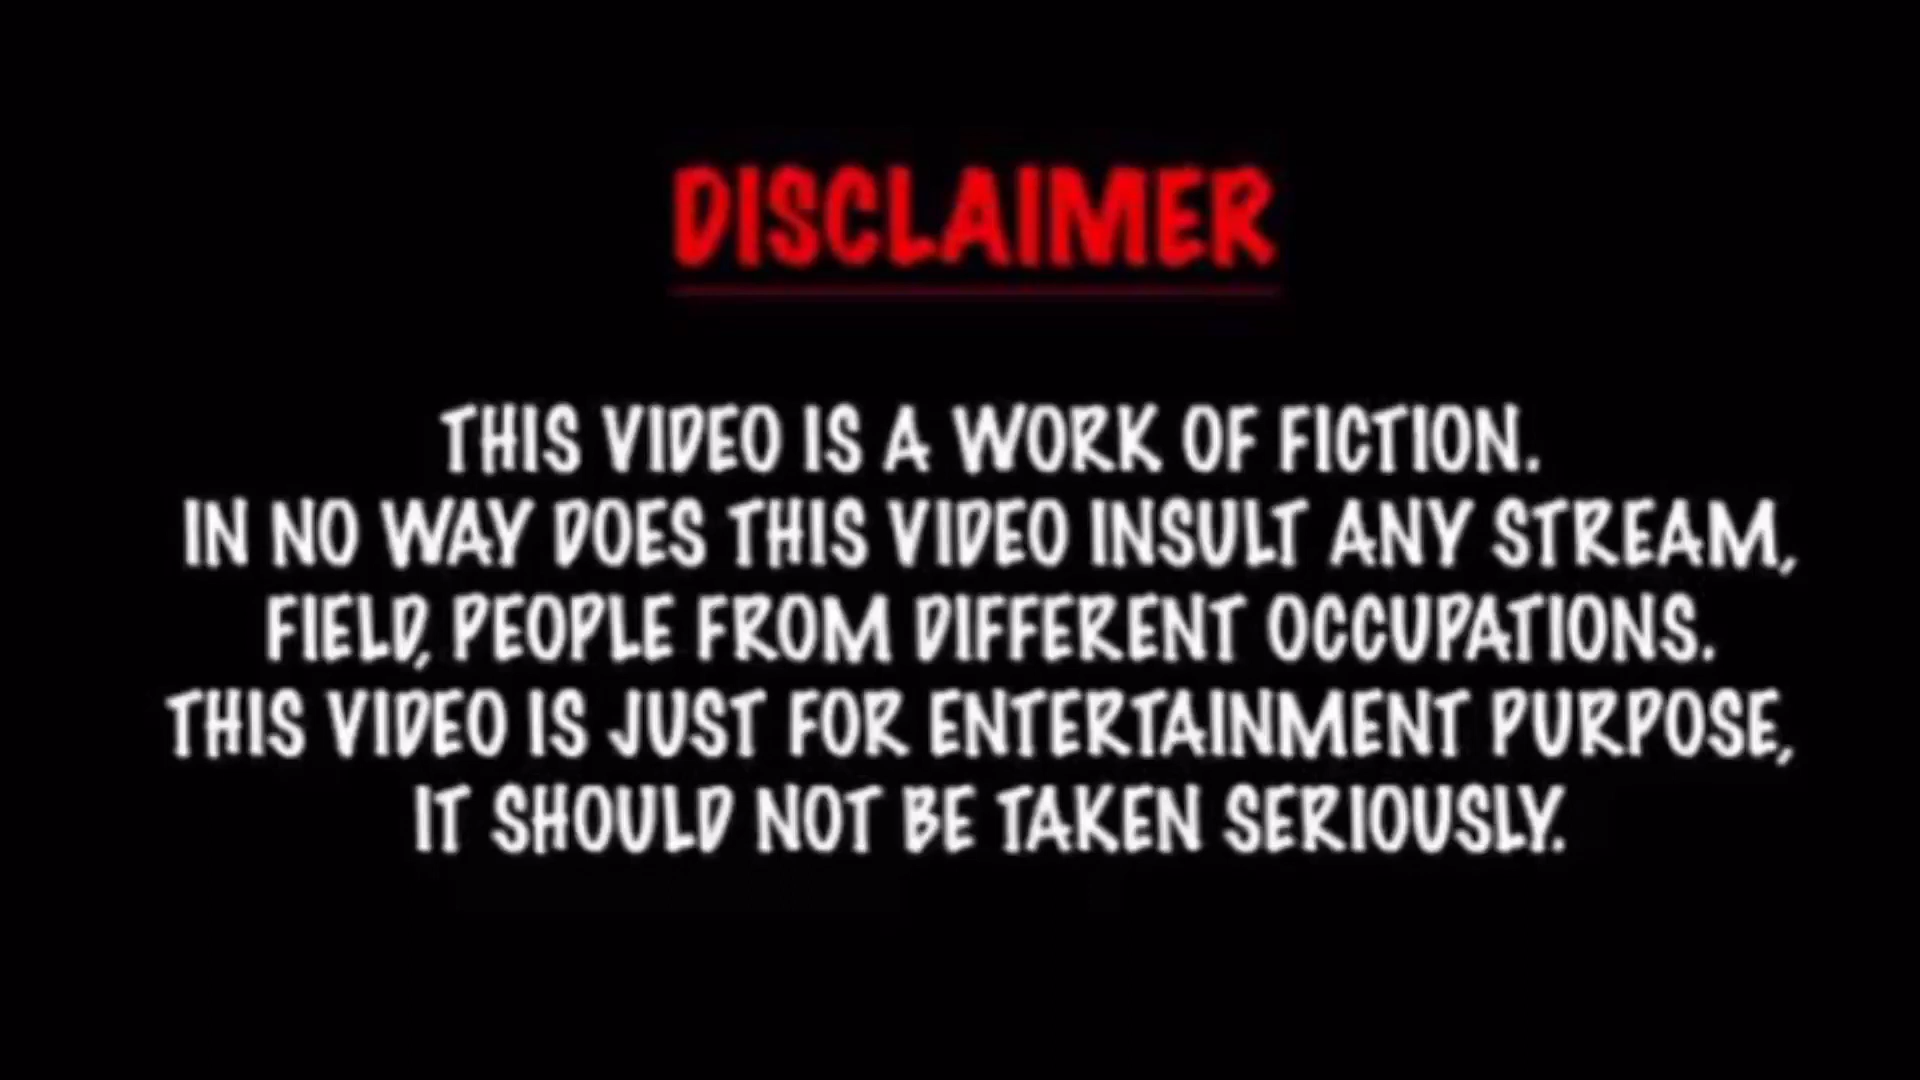 DISCLAIMER
THIS VIDEO IS A WORK OF FICTION.
IN NO WAY DOES THIS VIDEO INSULT ANY STREAM,
FIELD, PEOPLE FROM DIFFERENT OCCUPATIONS.
THIS VIDEO IS JUST FOR ENTERTAINMENT PURPOSE,
IT SHOULD NOT BE TAKEN SERIOUSLY.